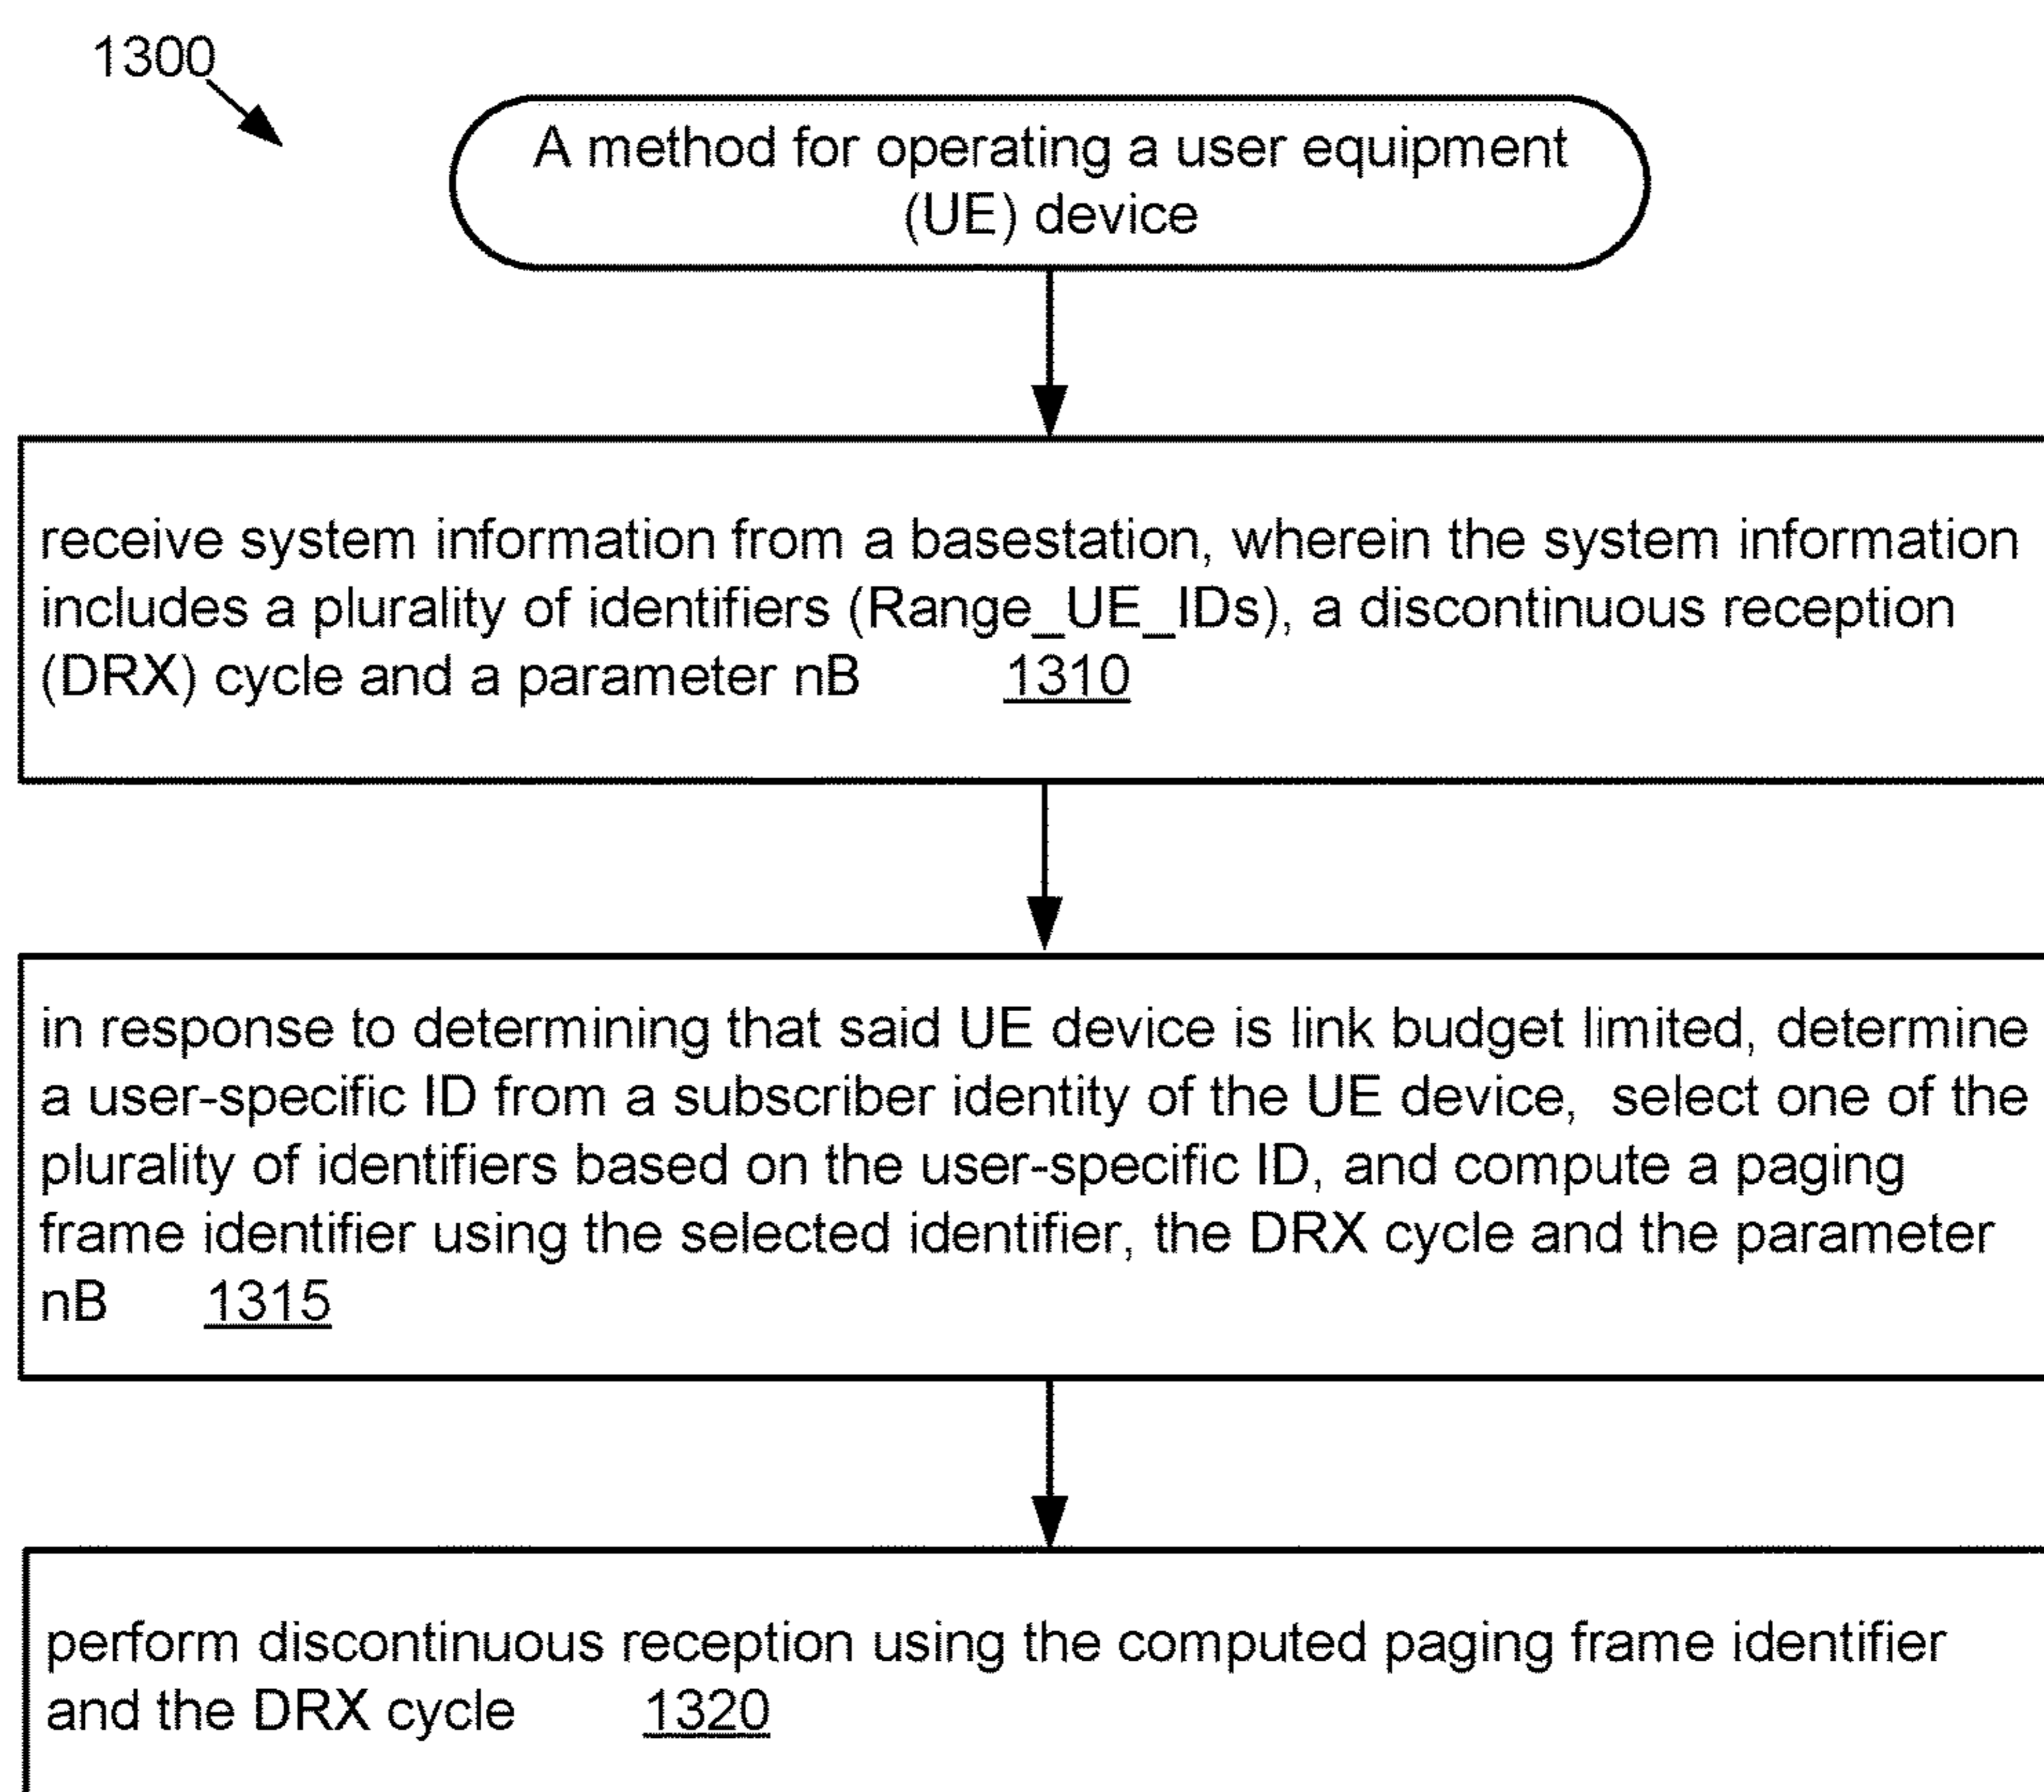 1300
A method for operating a user equipment
(UE) device
receive system information from a basestation, wherein the system information
includes a plurality of identifiers (Range_UE_IDs), a discontinuous reception
(DRX) cycle and a parameter nB 1310
in response to determining that said UE device is link budget limited, determine
a user-specific ID from a subscriber identity of the UE device, select one of the
plurality of identifiers based on the user-specific ID, and compute a paging
frame identifier using the selected identifier, the DRX cycle and the parameter
nB 1315
perform discontinuous reception using the computed paging frame identifier
and the DRX cycle 1320